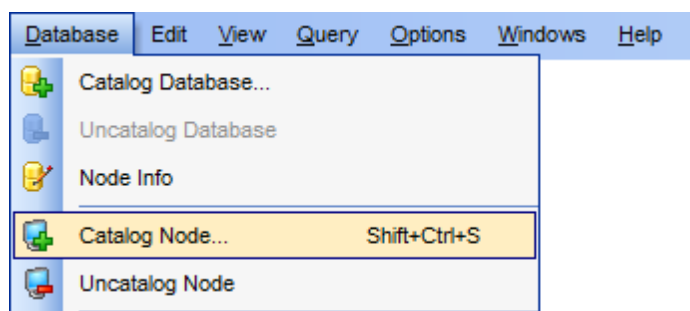 Database Edit View Query Options Windows Help
Catalog Database...
Uncatalog Database
Node Info
Catalog Node... Shift+Ctrl+S
Uncatalog Node